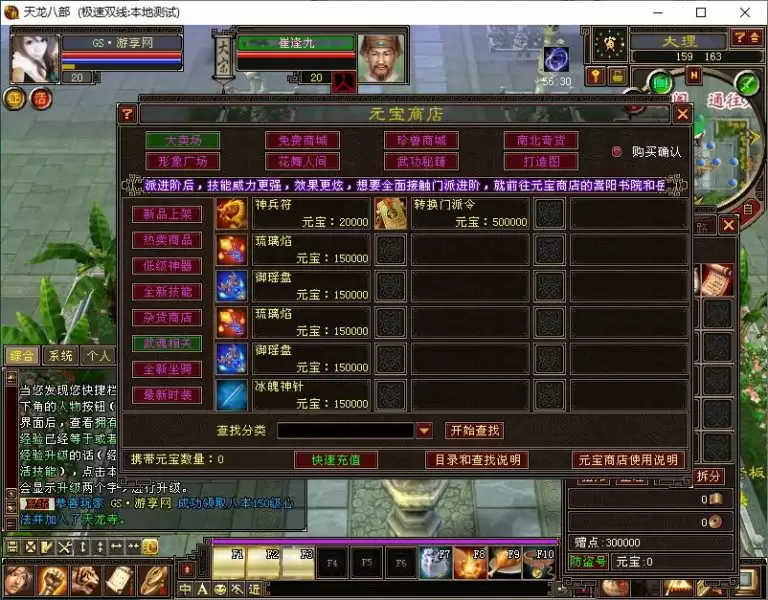 天龙八部 (极速双线:本地测试)
GS·游享网
20
大宗
崔逢九
20
56:30
大理
159 163
N
通往
元宝商店
大卖场
免费商城
珍兽商城
南北奇货
形象广场
花舞人间
武功秘籍
打造图
购买确认
派进阶后，技能威力更强，效果更炫，想要全面接触门派进阶，就前往元宝商店的嵩阳书院和岳
新品上架
热卖商品
低级神器
全新技能
杂货商店
武魂相关
全新坐骑
最新时装
神兵符
元宝：20000
转换门派令
元宝：500000
琉璃焰
元宝：150000
御瑶盘
元宝：150000
琉璃焰
元宝：150000
御瑶盘
元宝：150000
冰魄神针
元宝：150000
查找分类
开始查找
携带元宝数量：0
快速充值
目录和查找说明
元宝商店使用说明
综合
系统
个人
当您发现您快捷栏
下角的人物按钮（
界面后，查看拥有
经验已经等于或者
经验升级的话（经
活技能），点击本
会显示升级两个字，进行升级。
恭喜玩家 GS·游享网 成功领取八本150级心
法并加入了天龙寺。
拆分
0
0
赠点:300000
防盗号
元宝:0
F1
F2
F3
F4
F5
F6
F7
F8
F9
F10
中
A
近
自